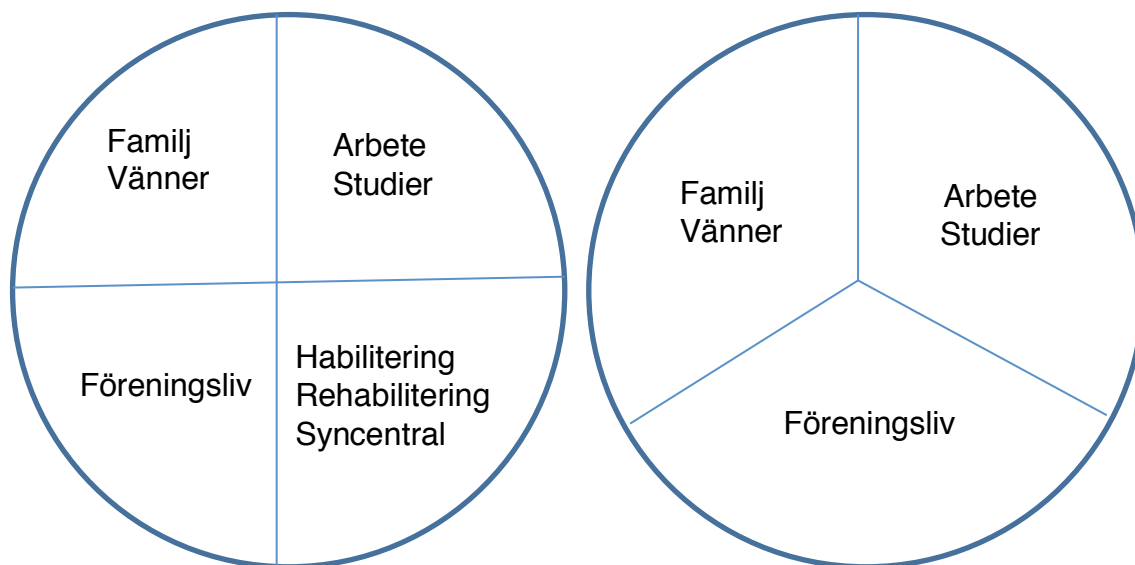 Familj
Vänner
Arbete
Studier
Föreningsliv
Habilitering
Rehabilitering
Syncentral
Familj
Vänner
Arbete
Studier
Föreningsliv